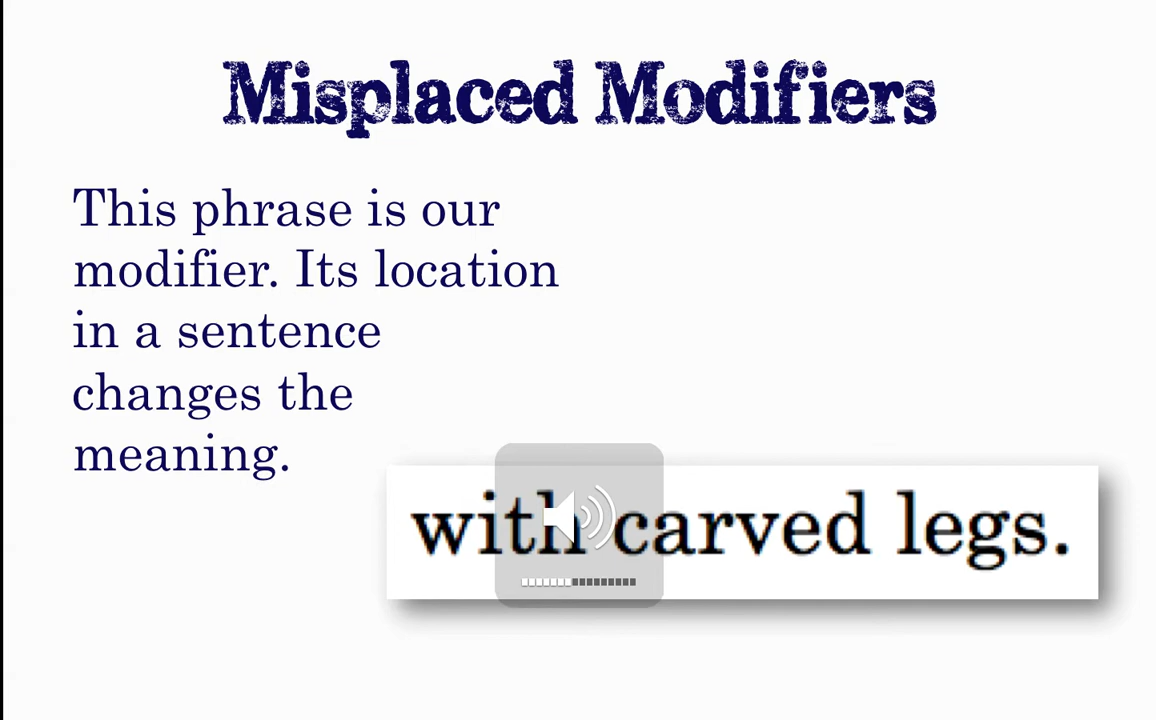 Misplaced Modifiers
This phrase is our
modifier. Its location
in a sentence
changes the
meaning.
with carved legs.